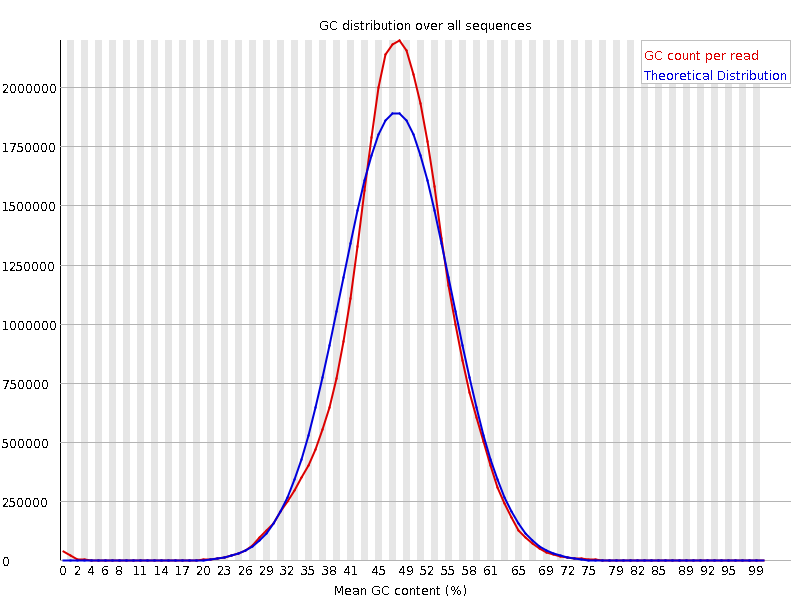 GC distribution over all sequences
GC count per read
Theoretical Distribution
2000000
1750000
1500000
1250000
1000000
750000
500000
250000
0
0 2 4 6 8 11 14 17 20 23 26 29 32 35 38 41 45 49 52 55 58 61 65 69 72 75 79 82 85 89 92 95 99
Mean GC content (%)